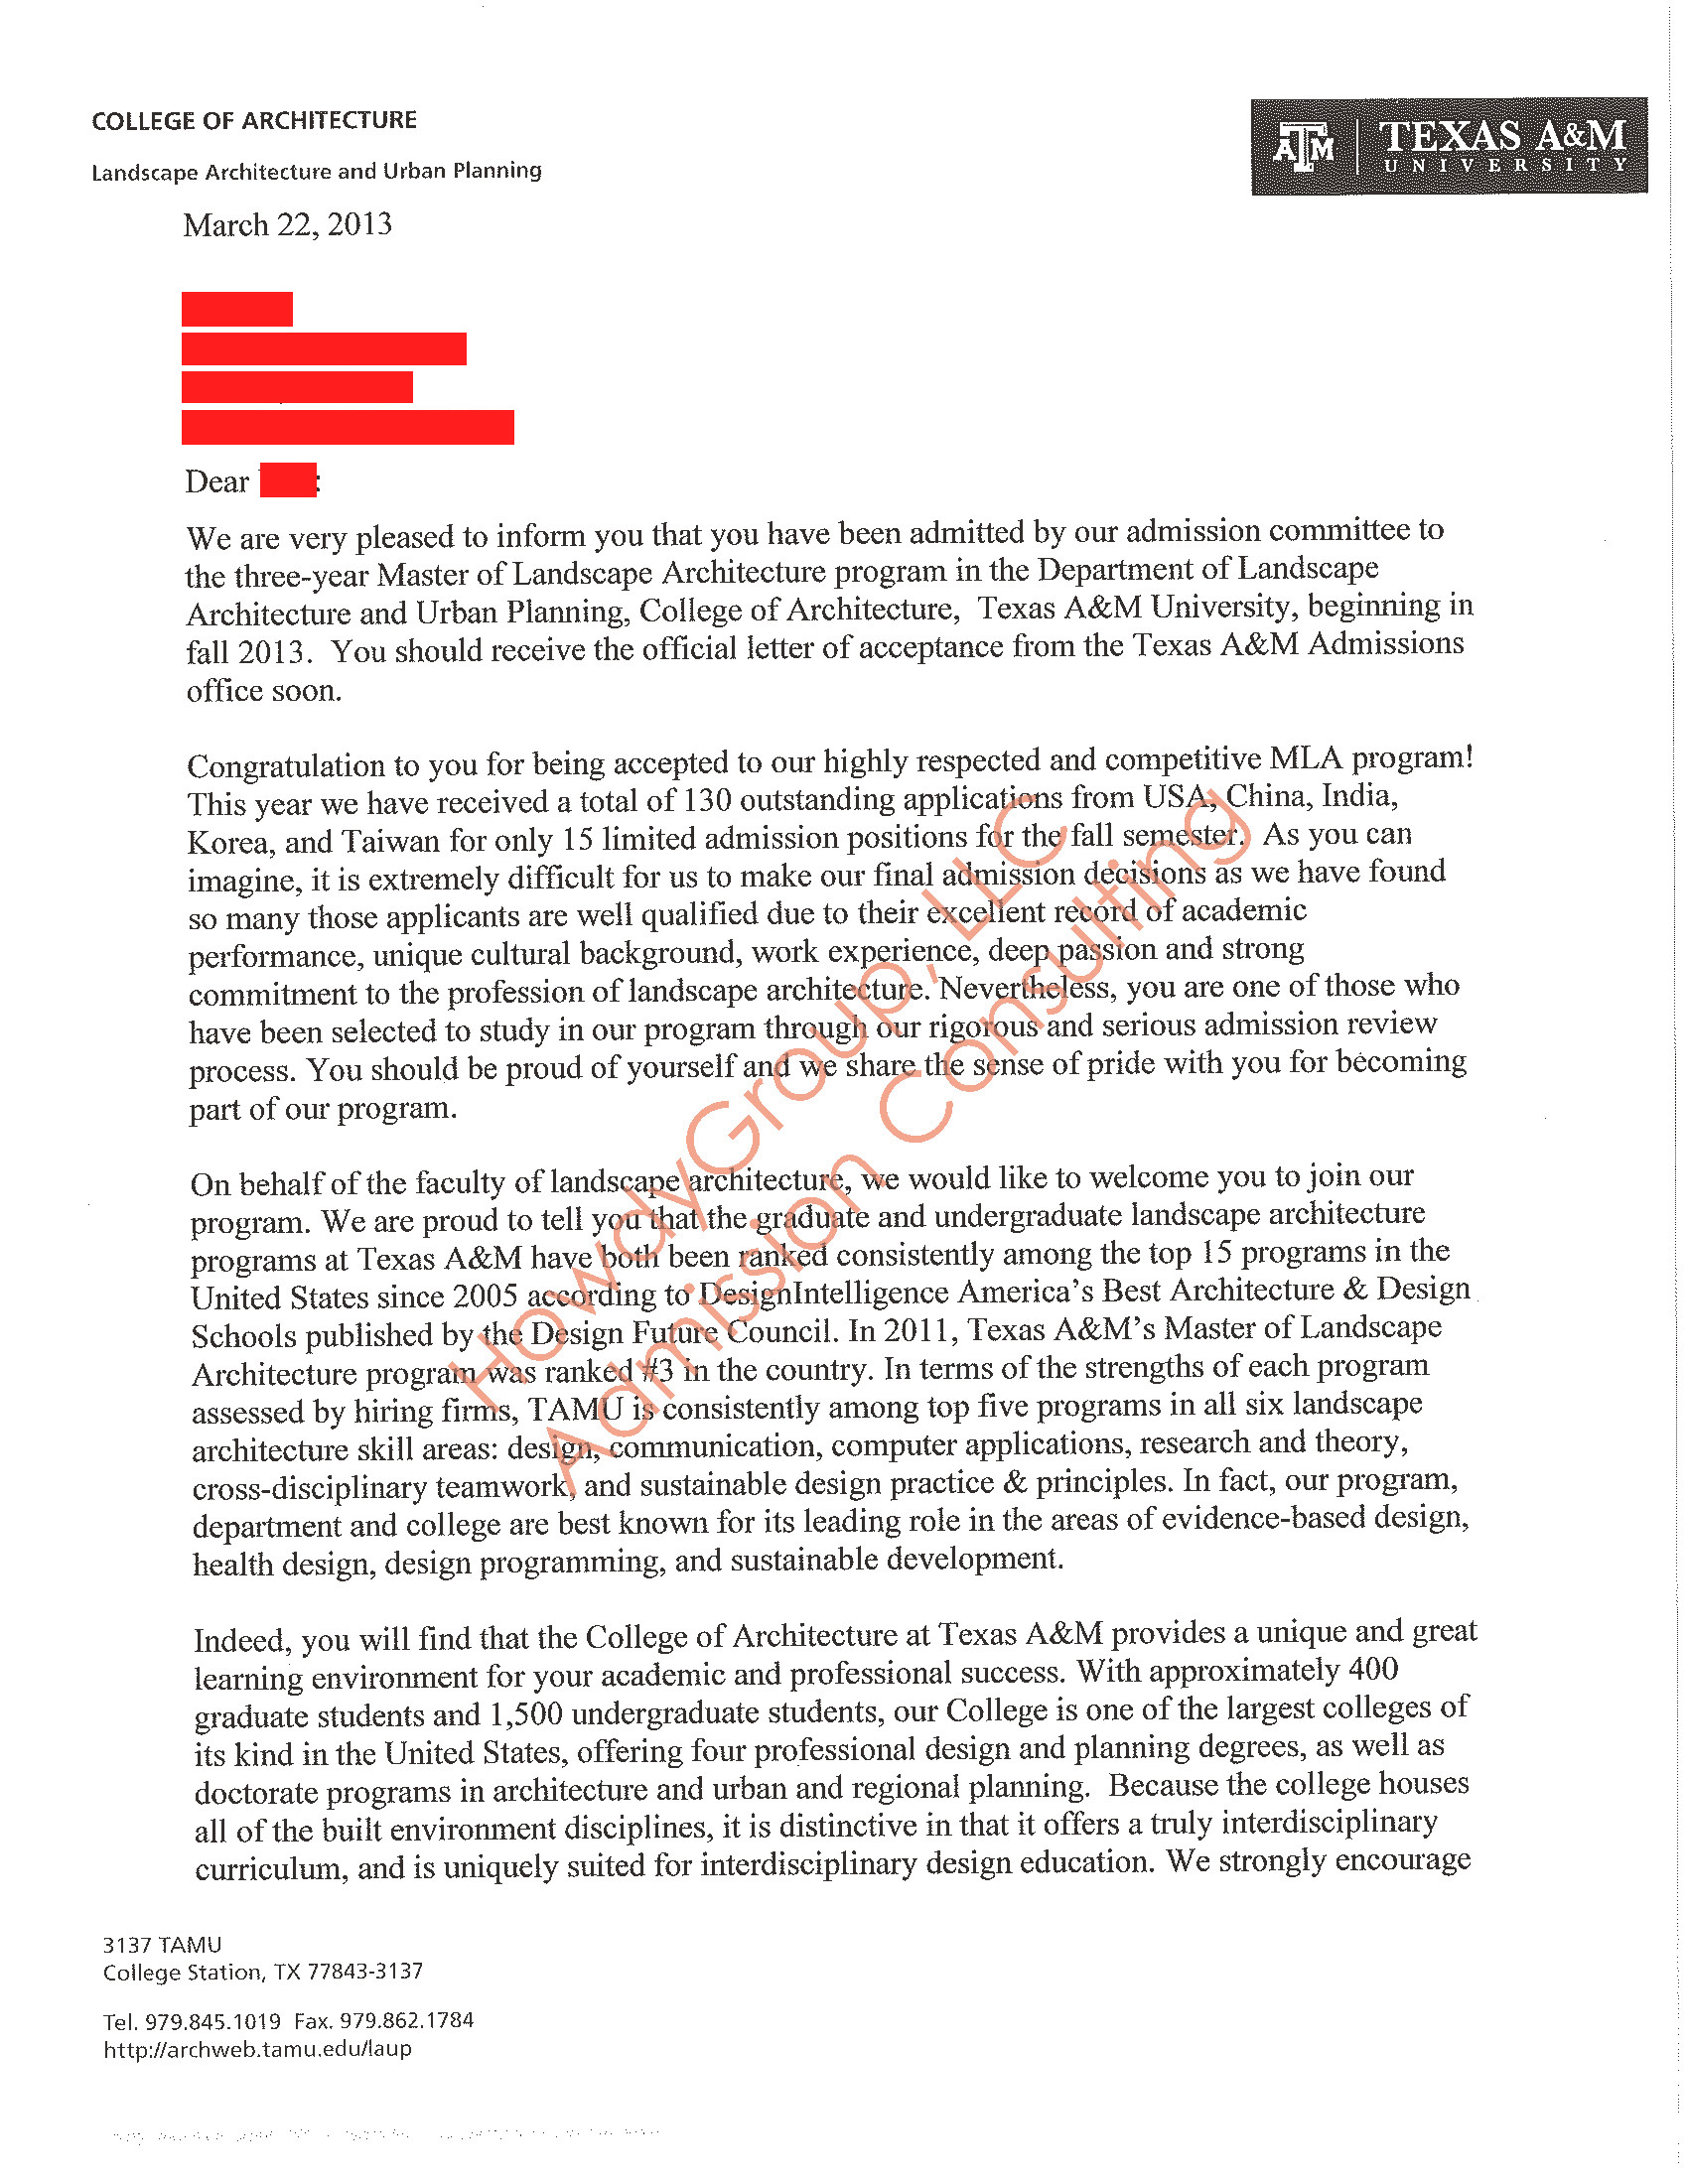 COLLEGE OF ARCHITECTURE
Landscape Architecture and Urban Planning
TEXAS A&M
UNIVERSITY
March 22, 2013
Dear :
We are very pleased to inform you that you have been admitted by our admission committee to
the three-year Master of Landscape Architecture program in the Department of Landscape
Architecture and Urban Planning, College of Architecture, Texas A&M University, beginning in
fall 2013. You should receive the official letter of acceptance from the Texas A&M Admissions
office soon.
Congratulation to you for being accepted to our highly respected and competitive MLA program!
This year we have received a total of 130 outstanding applications from USA, China, India,
Korea, and Taiwan for only 15 limited admission positions for the fall semester. As you can
imagine, it is extremely difficult for us to make our final admission decisions as we have found
so many those applicants are well qualified due to their excellent record of academic
performance, unique cultural background, work experience, deep passion and strong
commitment to the profession of landscape architecture. Nevertheless, you are one of those who
have been selected to study in our program through our rigorous and serious admission review
process. You should be proud of yourself and we share the sense of pride with you for becoming
part of our program.
On behalf of the faculty of landscape architecture, we would like to welcome you to join our
program. We are proud to tell you that the graduate and undergraduate landscape architecture
programs at Texas A&M have both been ranked consistently among the top 15 programs in the
United States since 2005 according to DesignIntelligence America's Best Architecture & Design
Schools published by the Design Future Council. In 2011, Texas A&M's Master of Landscape
Architecture program was ranked #3 in the country. In terms of the strengths of each program
assessed by hiring firms, TAMU is consistently among top five programs in all six landscape
architecture skill areas: design, communication, computer applications, research and theory,
cross-disciplinary teamwork, and sustainable design practice & principles. In fact, our program,
department and college are best known for its leading role in the areas of evidence-based design,
health design, design programming, and sustainable development.
Indeed, you will find that the College of Architecture at Texas A&M provides a unique and great
learning environment for your academic and professional success. With approximately 400
graduate students and 1,500 undergraduate students, our College is one of the largest colleges of
its kind in the United States, offering four professional design and planning degrees, as well as
doctorate programs in architecture and urban and regional planning. Because the college houses
all of the built environment disciplines, it is distinctive in that it offers a truly interdisciplinary
curriculum, and is uniquely suited for interdisciplinary design education. We strongly encourage
HowdyGroup, LLC
Admission Consulting
3137 TAMU
College Station, TX 77843-3137
Tel. 979.845.1019 Fax. 979.862.1784
http://archweb.tamu.edu/laup